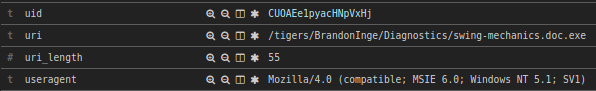 t uid CUOAEe1pyacHNpVxHj
t uri /tigers/BrandonInge/Diagnostics/swing-mechanics.doc.exe
# uri_length 55
t useragent Mozilla/4.0 (compatible; MSIE 6.0; Windows NT 5.1; SV1)